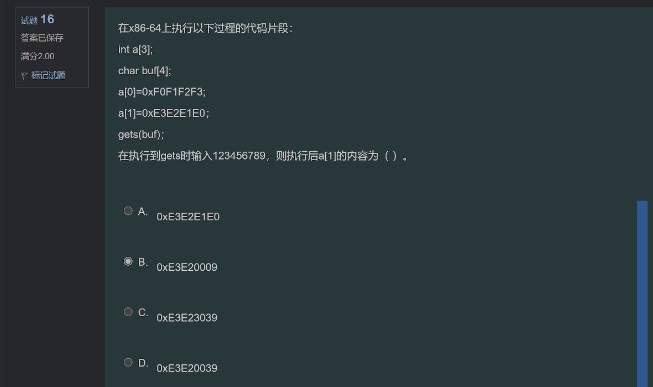 试题 16
答案已保存
满分2.00
标记试题
在x86-64上执行以下过程的代码片段：
int a[3];
char buf[4];
a[0]=0xF0F1F2F3;
a[1]=0xE3E2E1E0;
gets(buf);
在执行到gets时输入123456789，则执行后a[1]的内容为（ ）。
A. 0xE3E2E1E0
B. 0xE3E20009
C. 0xE3E23039
D. 0xE3E20039